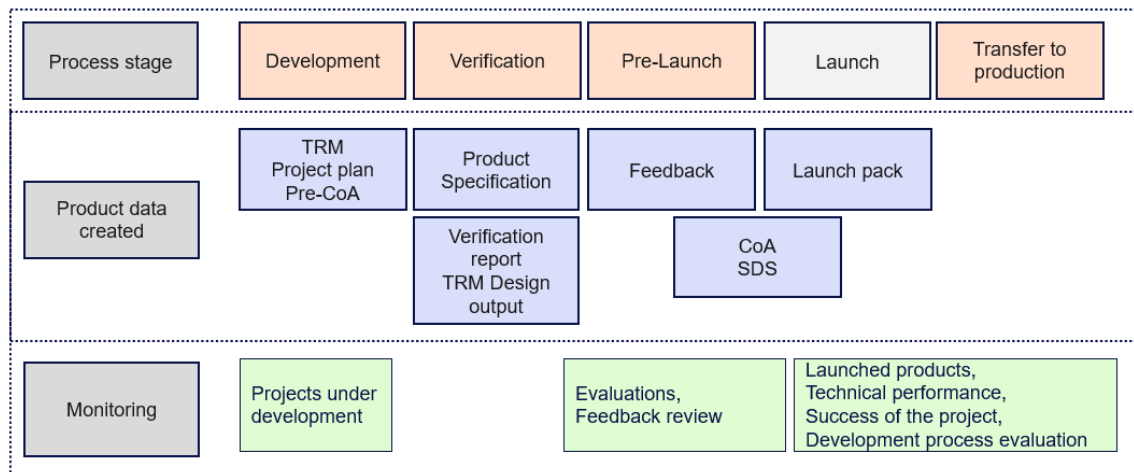 Process stage
Development
Verification
Pre-Launch
Launch
Transfer to
production
Product data
created
TRM
Project plan
Pre-CoA
Product
Specification
Feedback
Launch pack
Verification
report
TRM Design
output
CoA
SDS
Monitoring
Projects under
development
Evaluations,
Feedback review
Launched products,
Technical performance,
Success of the project,
Development process evaluation